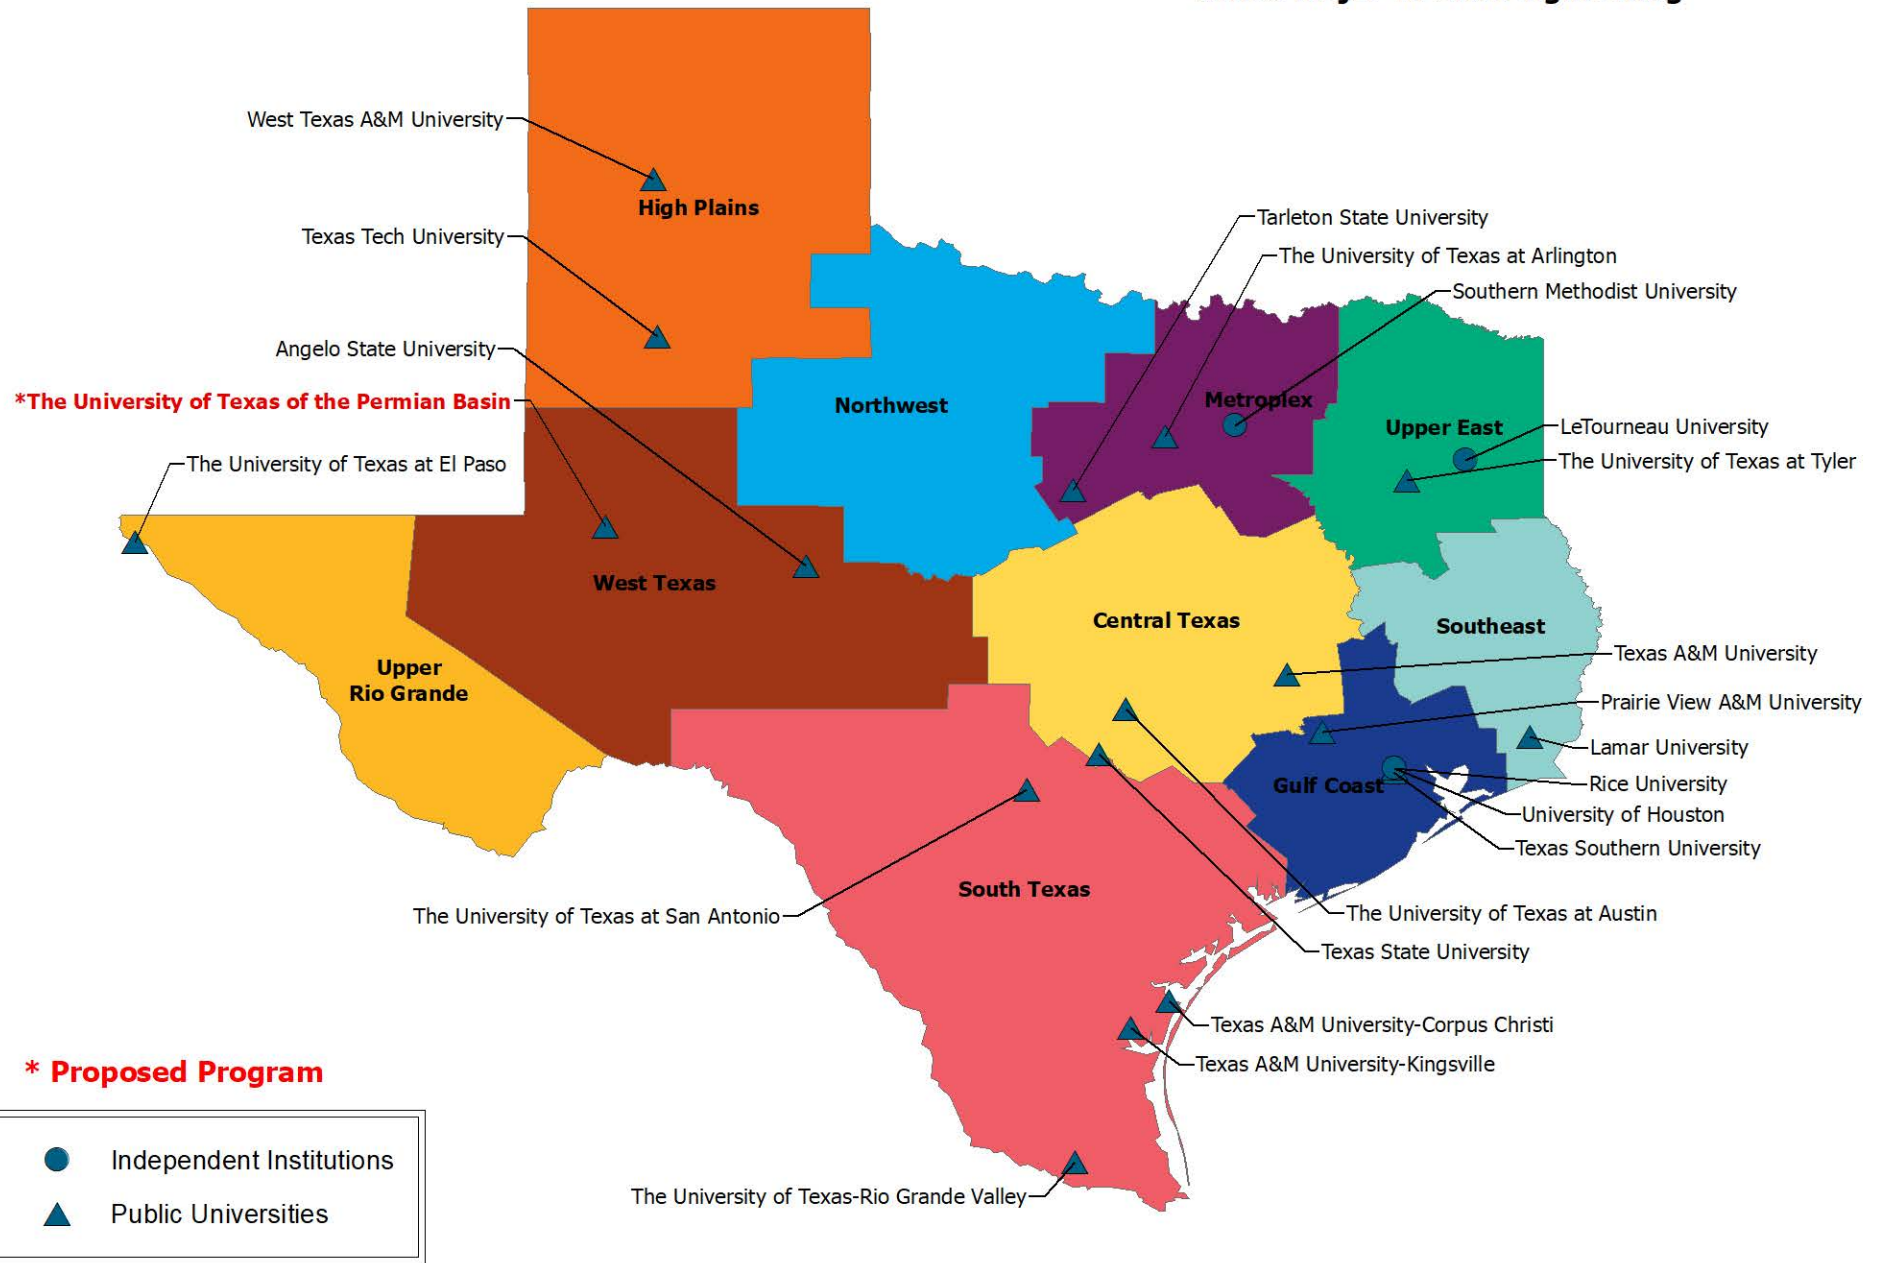 West Texas A&M University
High Plains
Texas Tech University
Tarleton State University
The University of Texas at Arlington
Southern Methodist University
Angelo State University
*The University of Texas of the Permian Basin
Northwest
Metroplex
Upper East
LeTourneau University
The University of Texas at El Paso
The University of Texas at Tyler
West Texas
Central Texas
Southeast
Upper
Rio Grande
Texas A&M University
Prairie View A&M University
Lamar University
Gulf Coast
Rice University
University of Houston
Texas Southern University
South Texas
The University of Texas at San Antonio
The University of Texas at Austin
Texas State University
Texas A&M University-Corpus Christi
Texas A&M University-Kingsville
* Proposed Program
Independent Institutions
The University of Texas-Rio Grande Valley
Public Universities